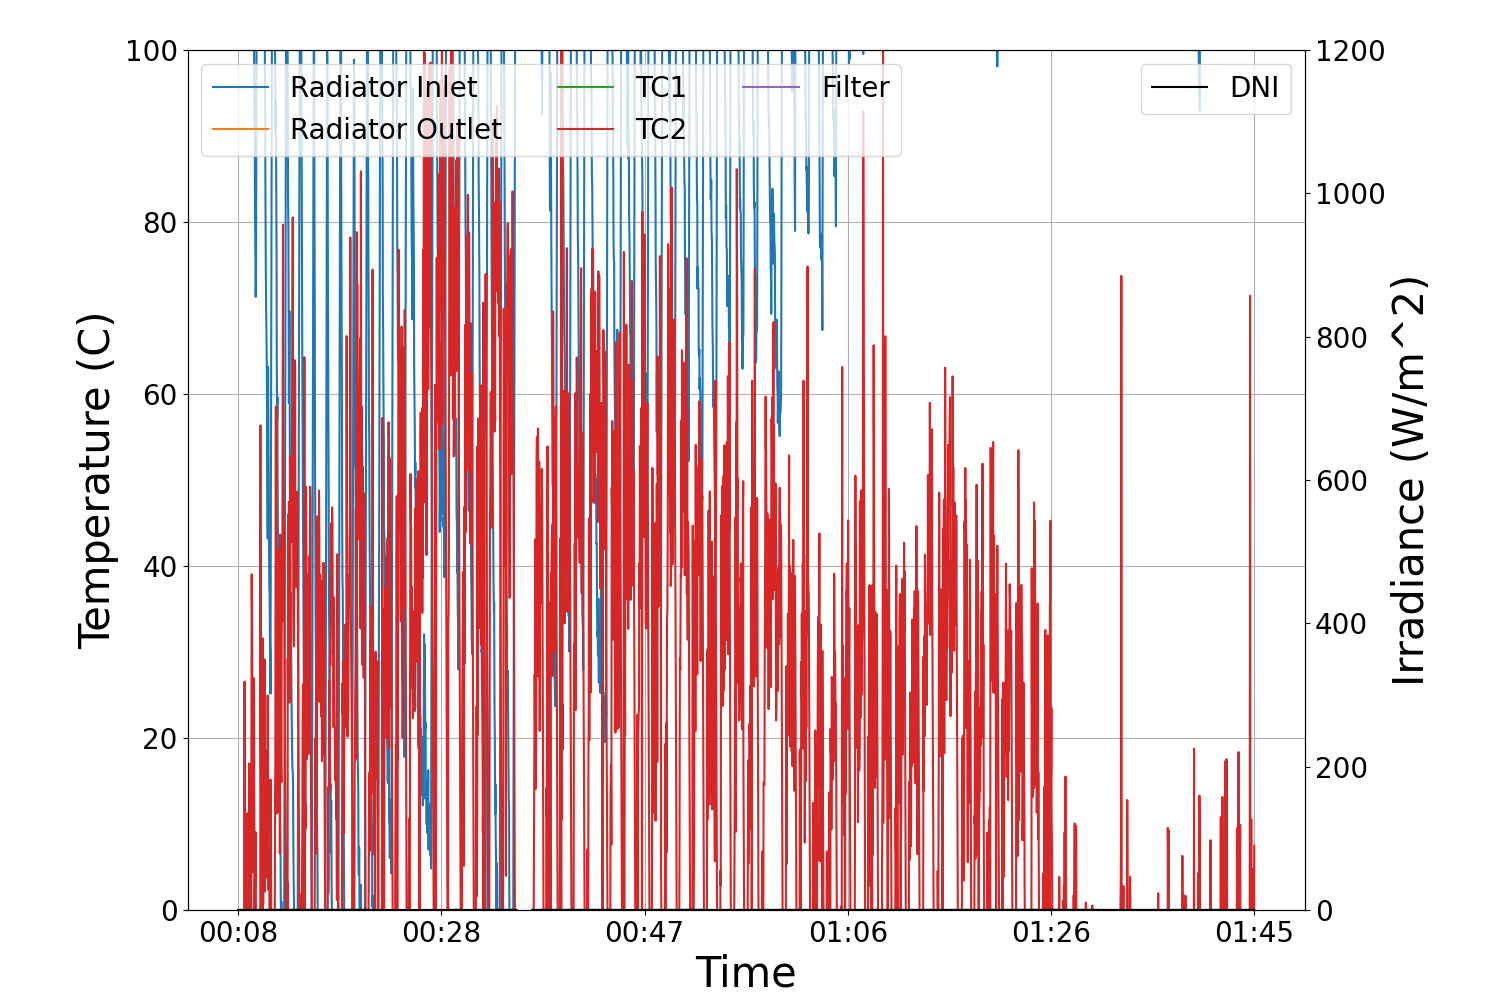 100
80
60
40
20
0
Temperature (C)
Radiator Inlet
Radiator Outlet
TC1
TC2
Filter
DNI
1200
1000
800
600
400
200
0
Irradiance (W/m^2)
00:08 00:28 00:47 01:06 01:26 01:45
Time